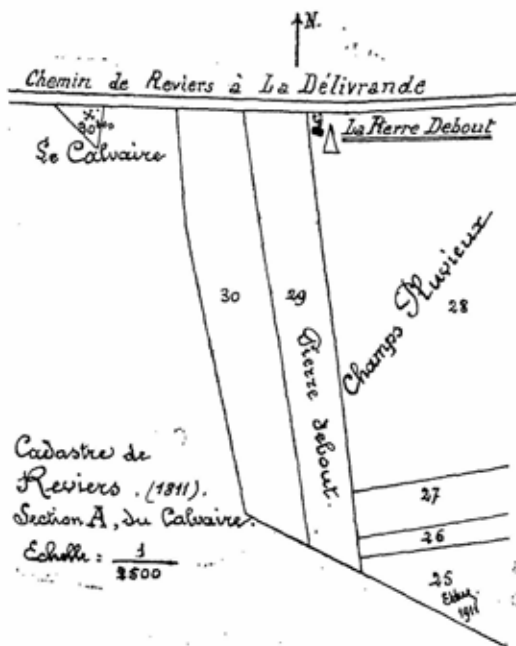 N.
Chemin de Reviers à La Délivrande
La Pierre Debout
Le Calvaire
30
29
28
Pierre debout.
Champs Pluvieux
Cadastre de
Reviers. (1811).
Section A, du Calvaire.
Echelle : 1
2500
27
26
25
1911